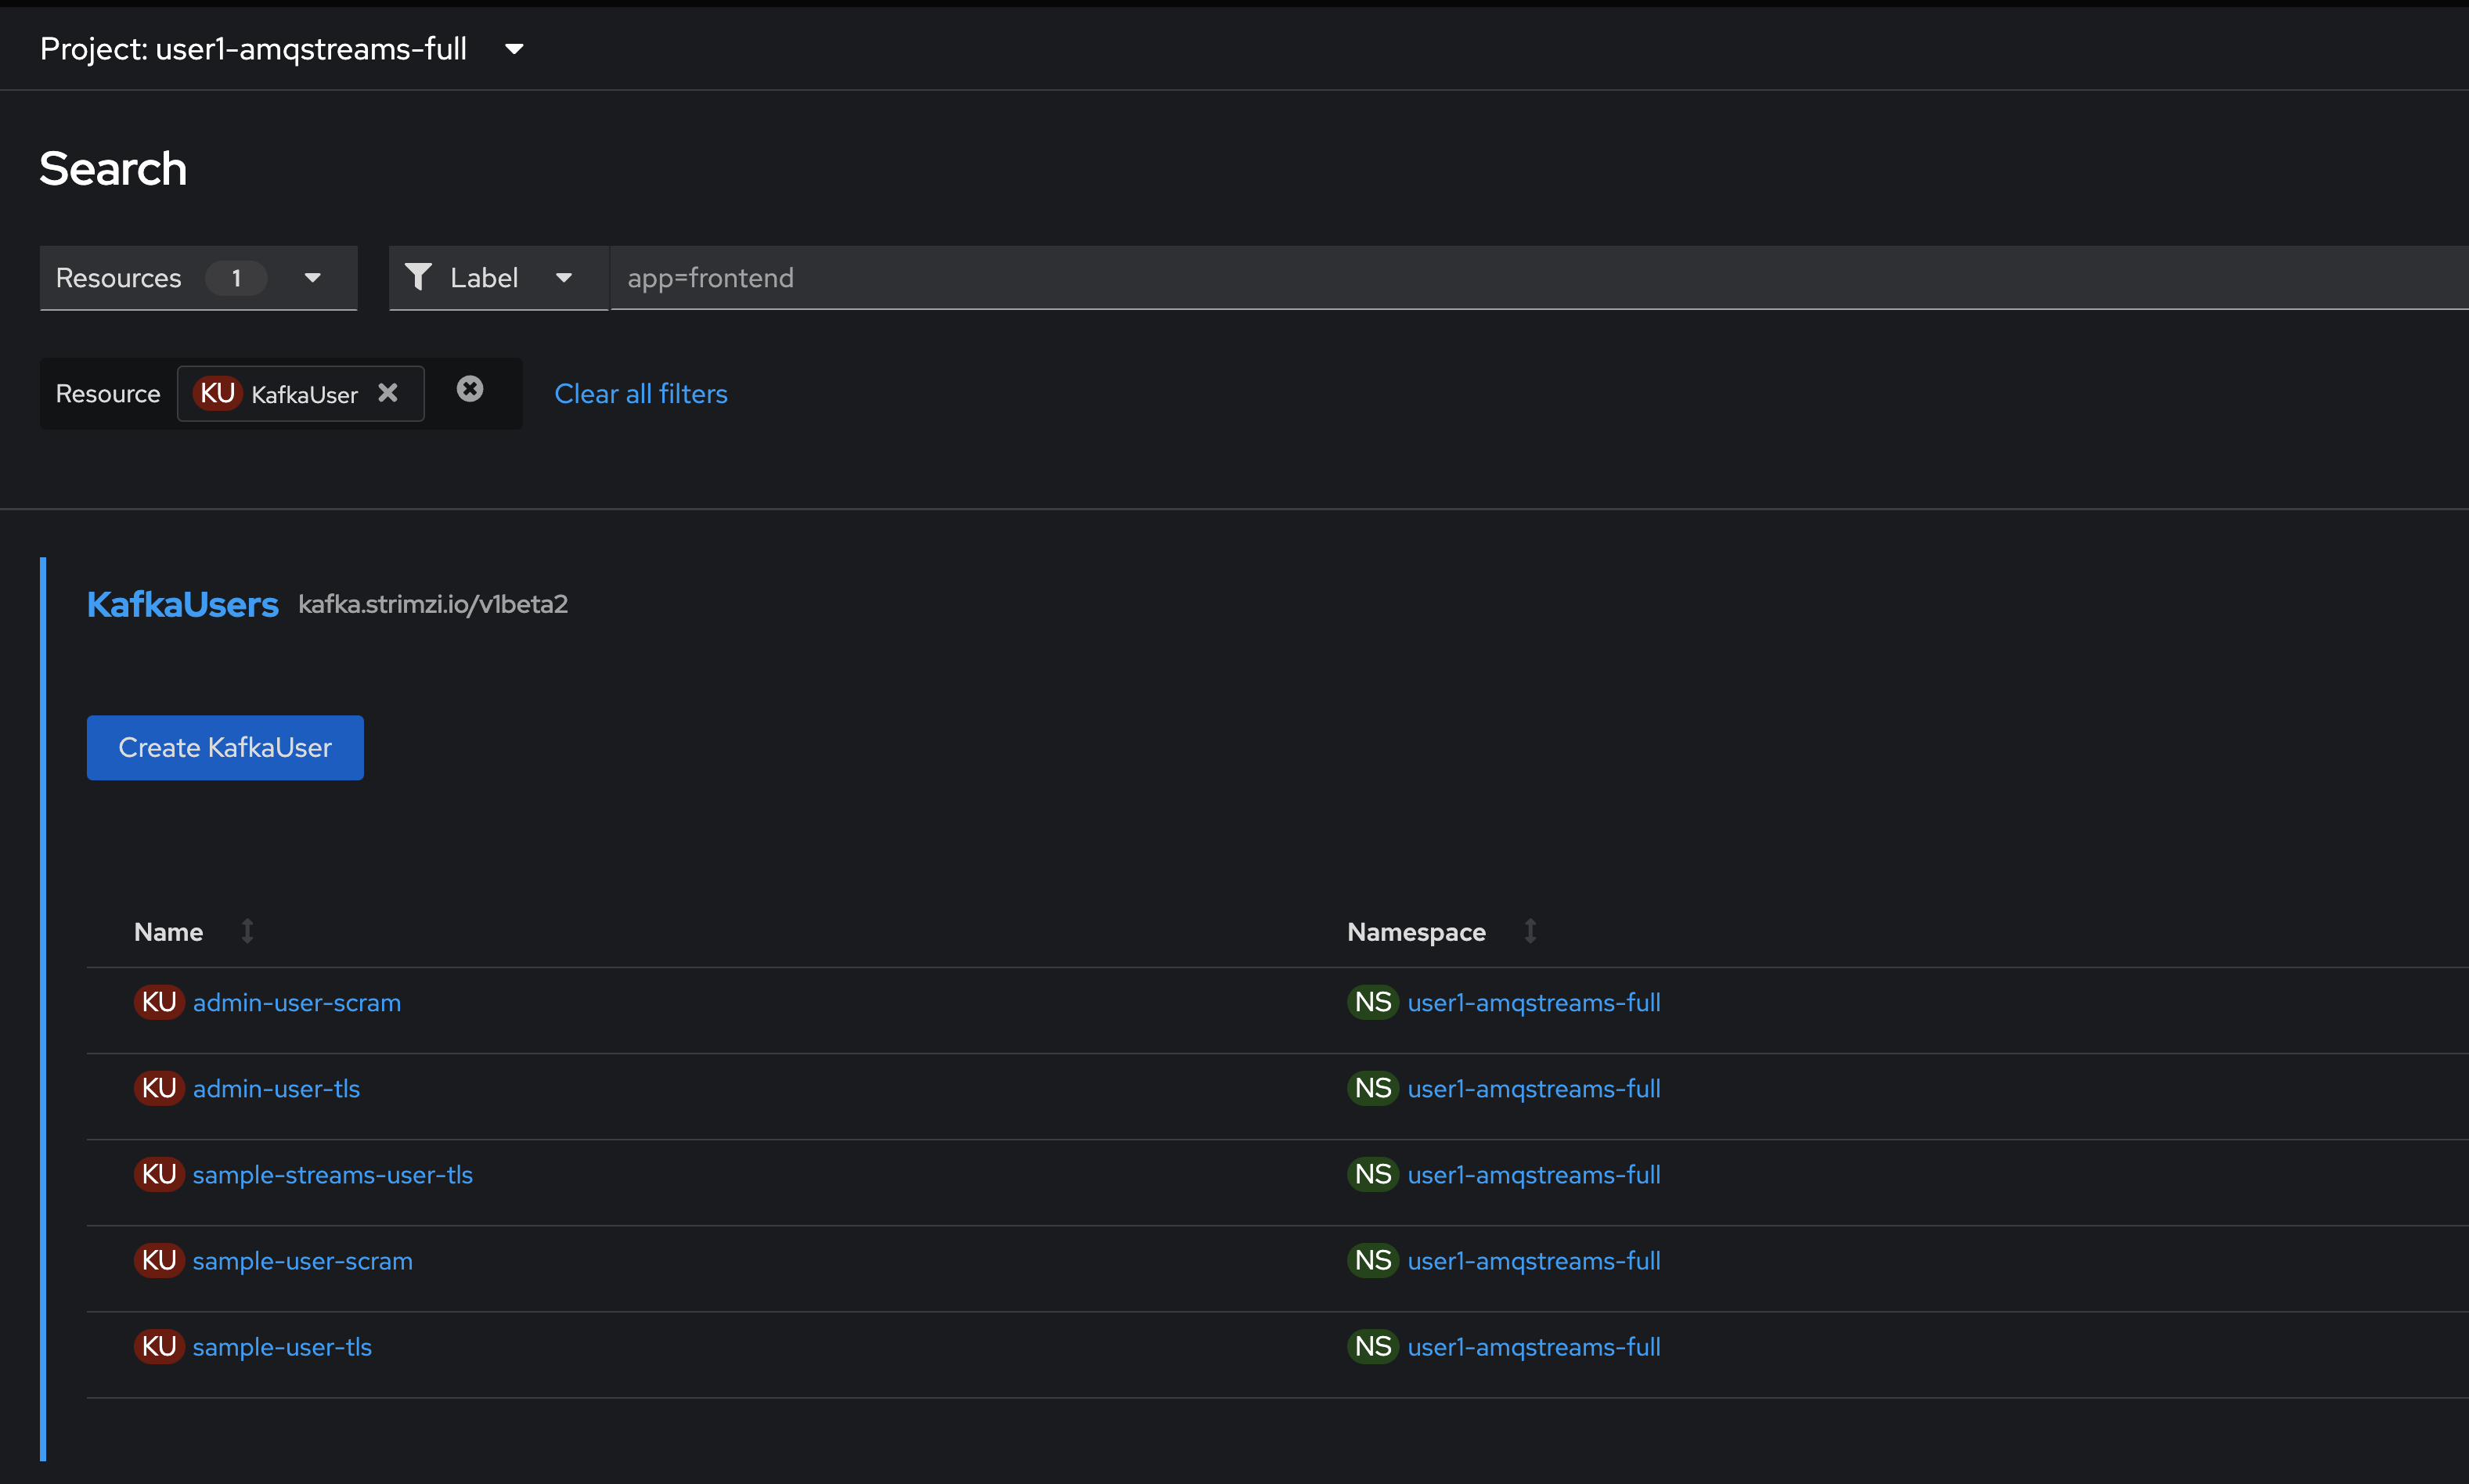 Project: user1-amqstreams-full
Search
Resources 1 Label app=frontend
Resource KU KafkaUser Clear all filters
KafkaUsers kafka.strimzi.io/v1beta2
Create KafkaUser
Name Namespace
KU admin-user-scram NS user1-amqstreams-full
KU admin-user-tls NS user1-amqstreams-full
KU sample-streams-user-tls NS user1-amqstreams-full
KU sample-user-scram NS user1-amqstreams-full
KU sample-user-tls NS user1-amqstreams-full